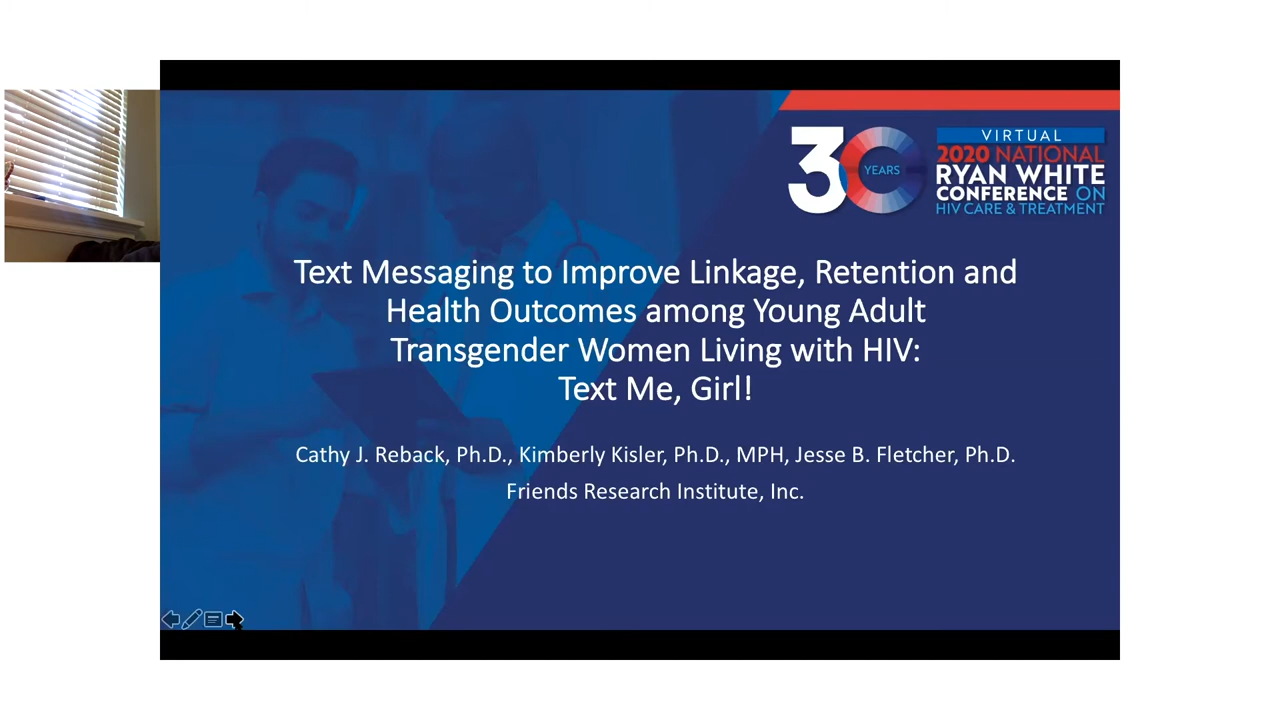 30
YEARS
VIRTUAL
2020 NATIONAL
RYAN WHITE
CONFERENCE ON
HIV CARE & TREATMENT
Text Messaging to Improve Linkage, Retention and
Health Outcomes among Young Adult
Transgender Women Living with HIV:
Text Me, Girl!
Cathy J. Reback, Ph.D., Kimberly Kisler, Ph.D., MPH, Jesse B. Fletcher, Ph.D.
Friends Research Institute, Inc.